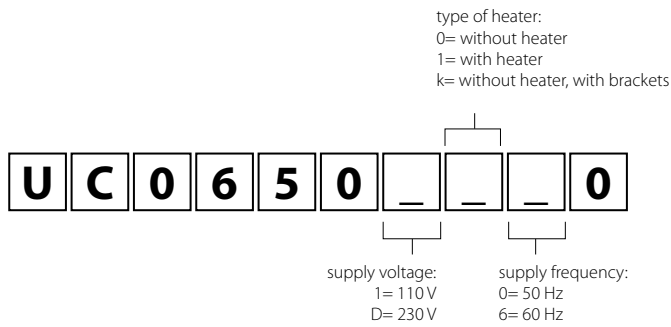 type of heater:
0= without heater
1= with heater
k= without heater, with brackets
U C 0 6 5 0 _ _ _ 0
supply voltage:
1= 110 V
D= 230 V
supply frequency:
0= 50 Hz
6= 60 Hz